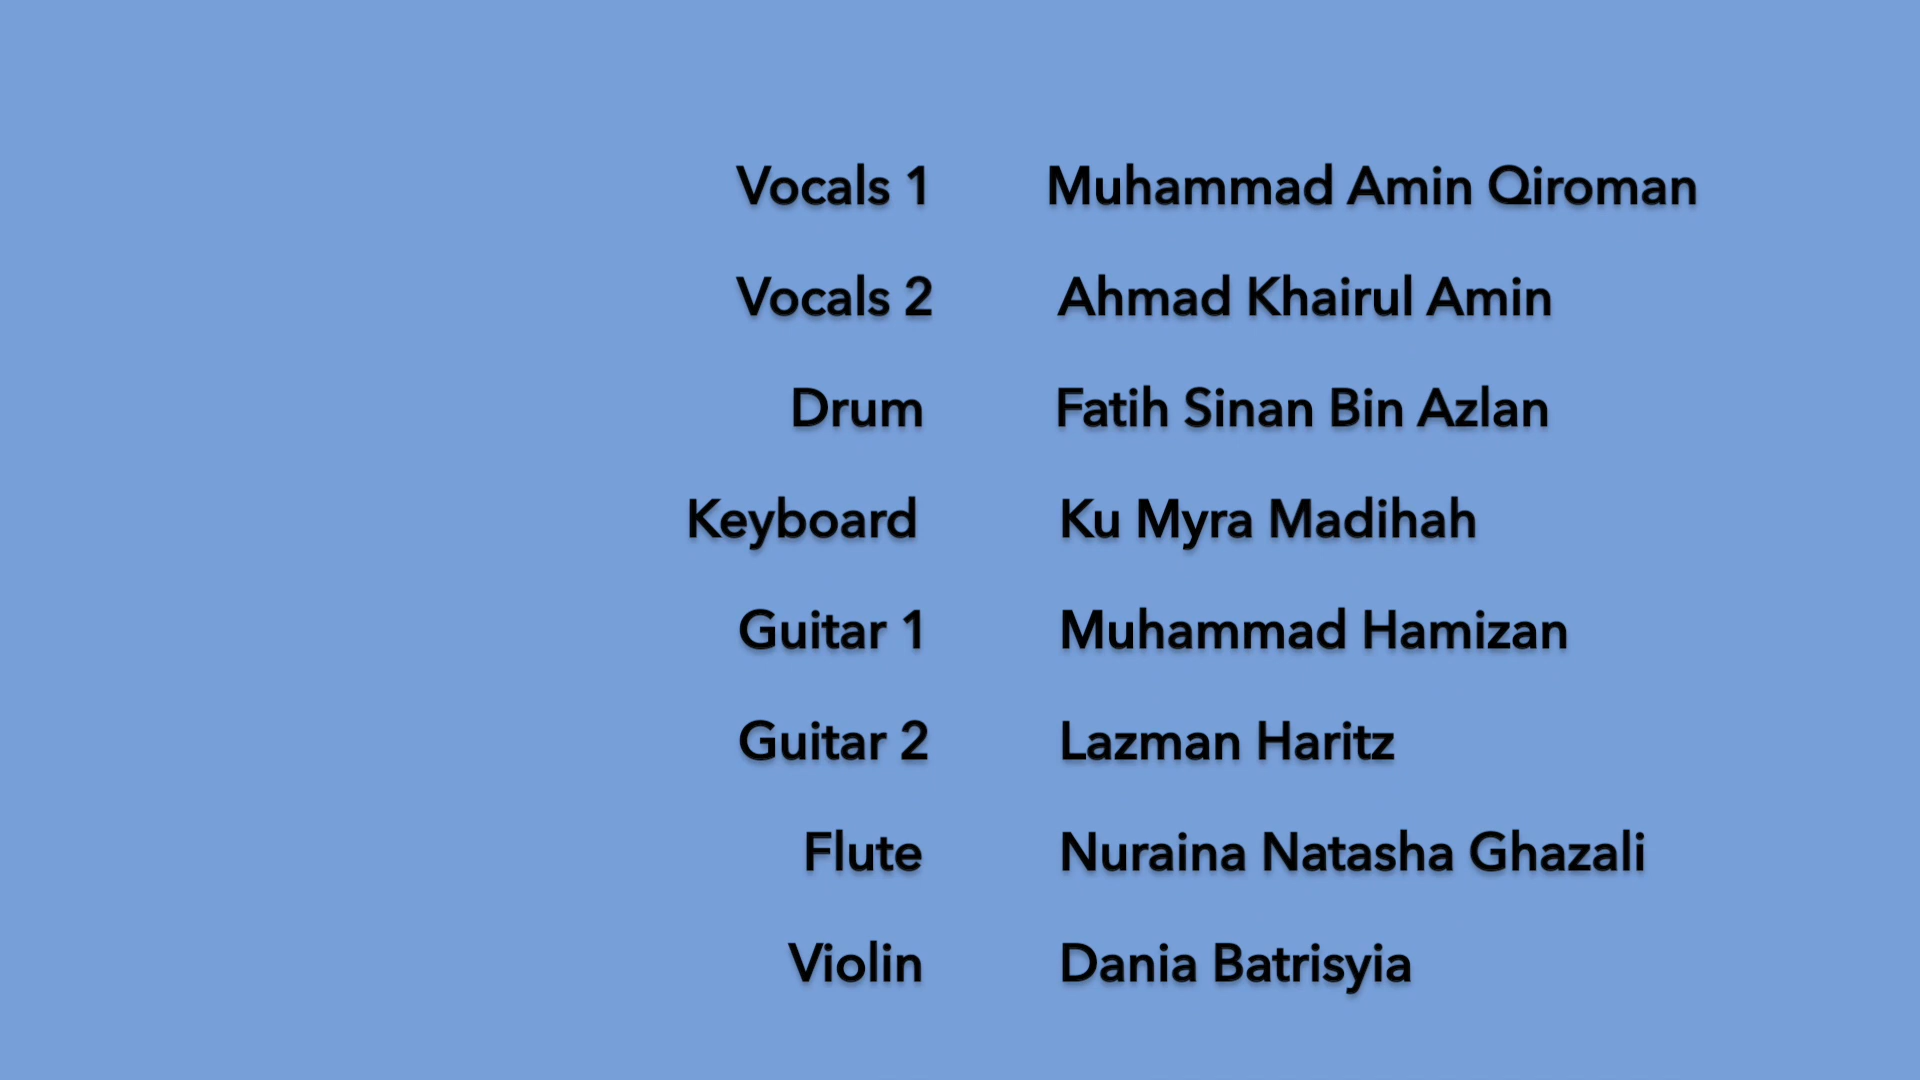 Vocals 1 Muhammad Amin Qiroman
Vocals 2 Ahmad Khairul Amin
Drum Fatih Sinan Bin Azlan
Keyboard Ku Myra Madihah
Guitar 1 Muhammad Hamizan
Guitar 2 Lazman Haritz
Flute Nuraina Natasha Ghazali
Violin Dania Batrisyia